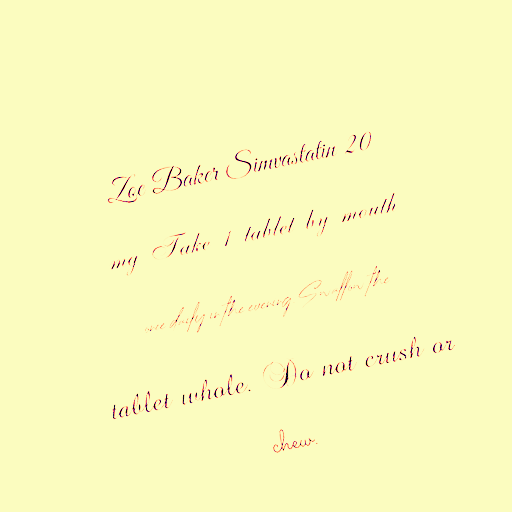 Zoe Baker Simvastatin 20
mg Take 1 tablet by mouth
once daily in the evening Swallow the
tablet whole. Do not crush or
chew.